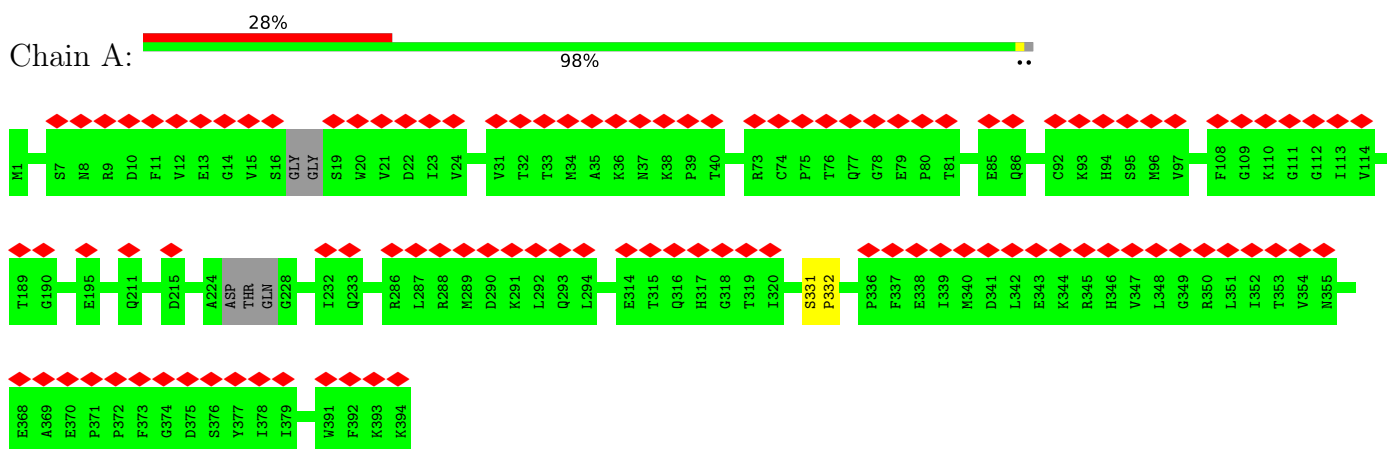 28%
Chain A:
98%
••
M1 S7 N8 R9 D10 F11 V12 E13 G14 V15 S16 GLY GLY S19 W20 V21 D22 I23 V24 V31 T32 T33 M34 A35 K36 N37 K38 P39 T40 R73 C74 P75 T76 Q77 G78 E79 P80 T81 E85 Q86 C92 K93 H94 S95 M96 V97 F108 G109 K110 G111 G112 I113 V114
T189 G190 E195 Q211 D215 A224 ASP THR GLN G228 I232 Q233 R286 L287 R288 M289 D290 K291 L292 Q293 L294 E314 T315 Q316 H317 G318 T319 I320 S331 P332 P336 F337 E338 I339 M340 D341 L342 E343 K344 R345 H346 V347 L348 G349 R350 L351 I352 T353 V354 N355
E368 A369 E370 P371 P372 F373 G374 D375 S376 Y377 I378 I379 W391 F392 K393 K394